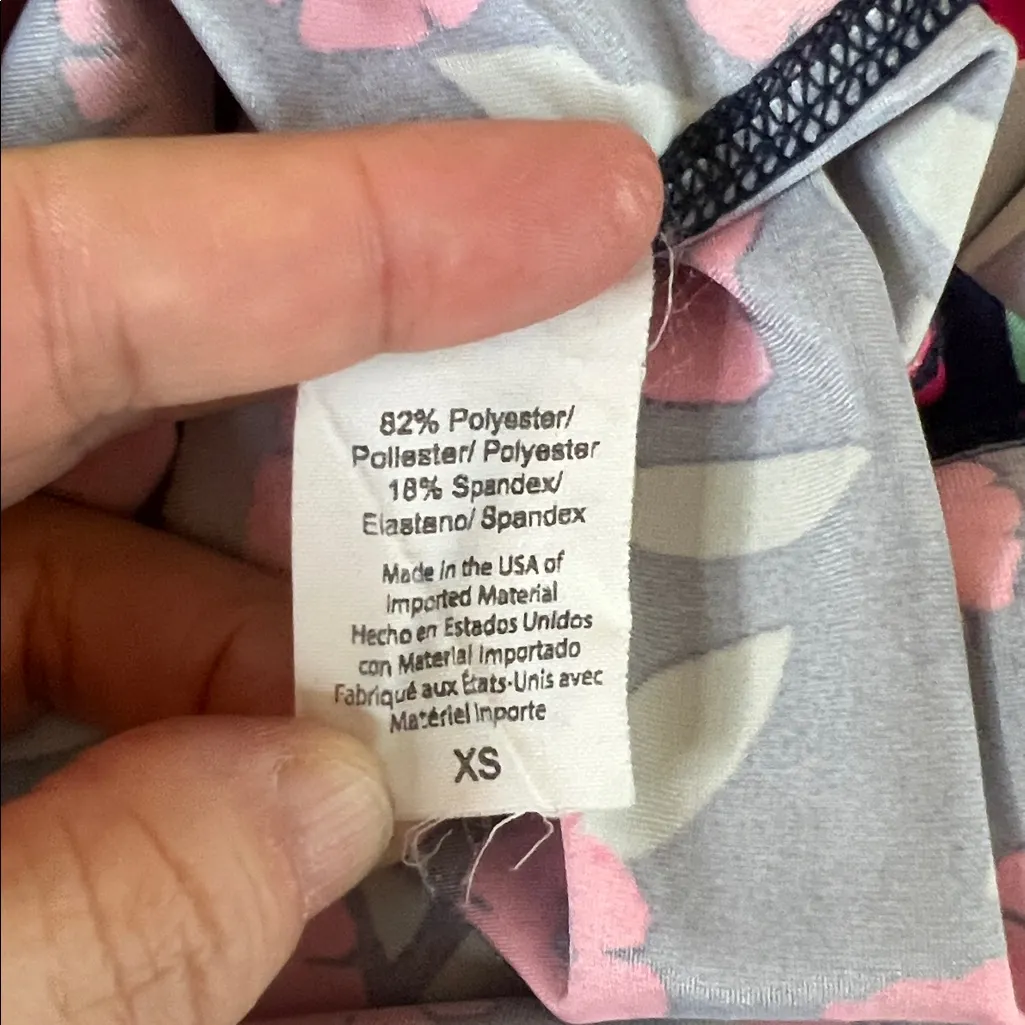 82% Polyester/
Poliester/ Polyester
18% Spandex/
Elastano/ Spandex
Made in the USA of
Imported Material
Hecho en Estados Unidos
con Material Importado
Fabriqué aux États-Unis avec
Matériel Importe
XS